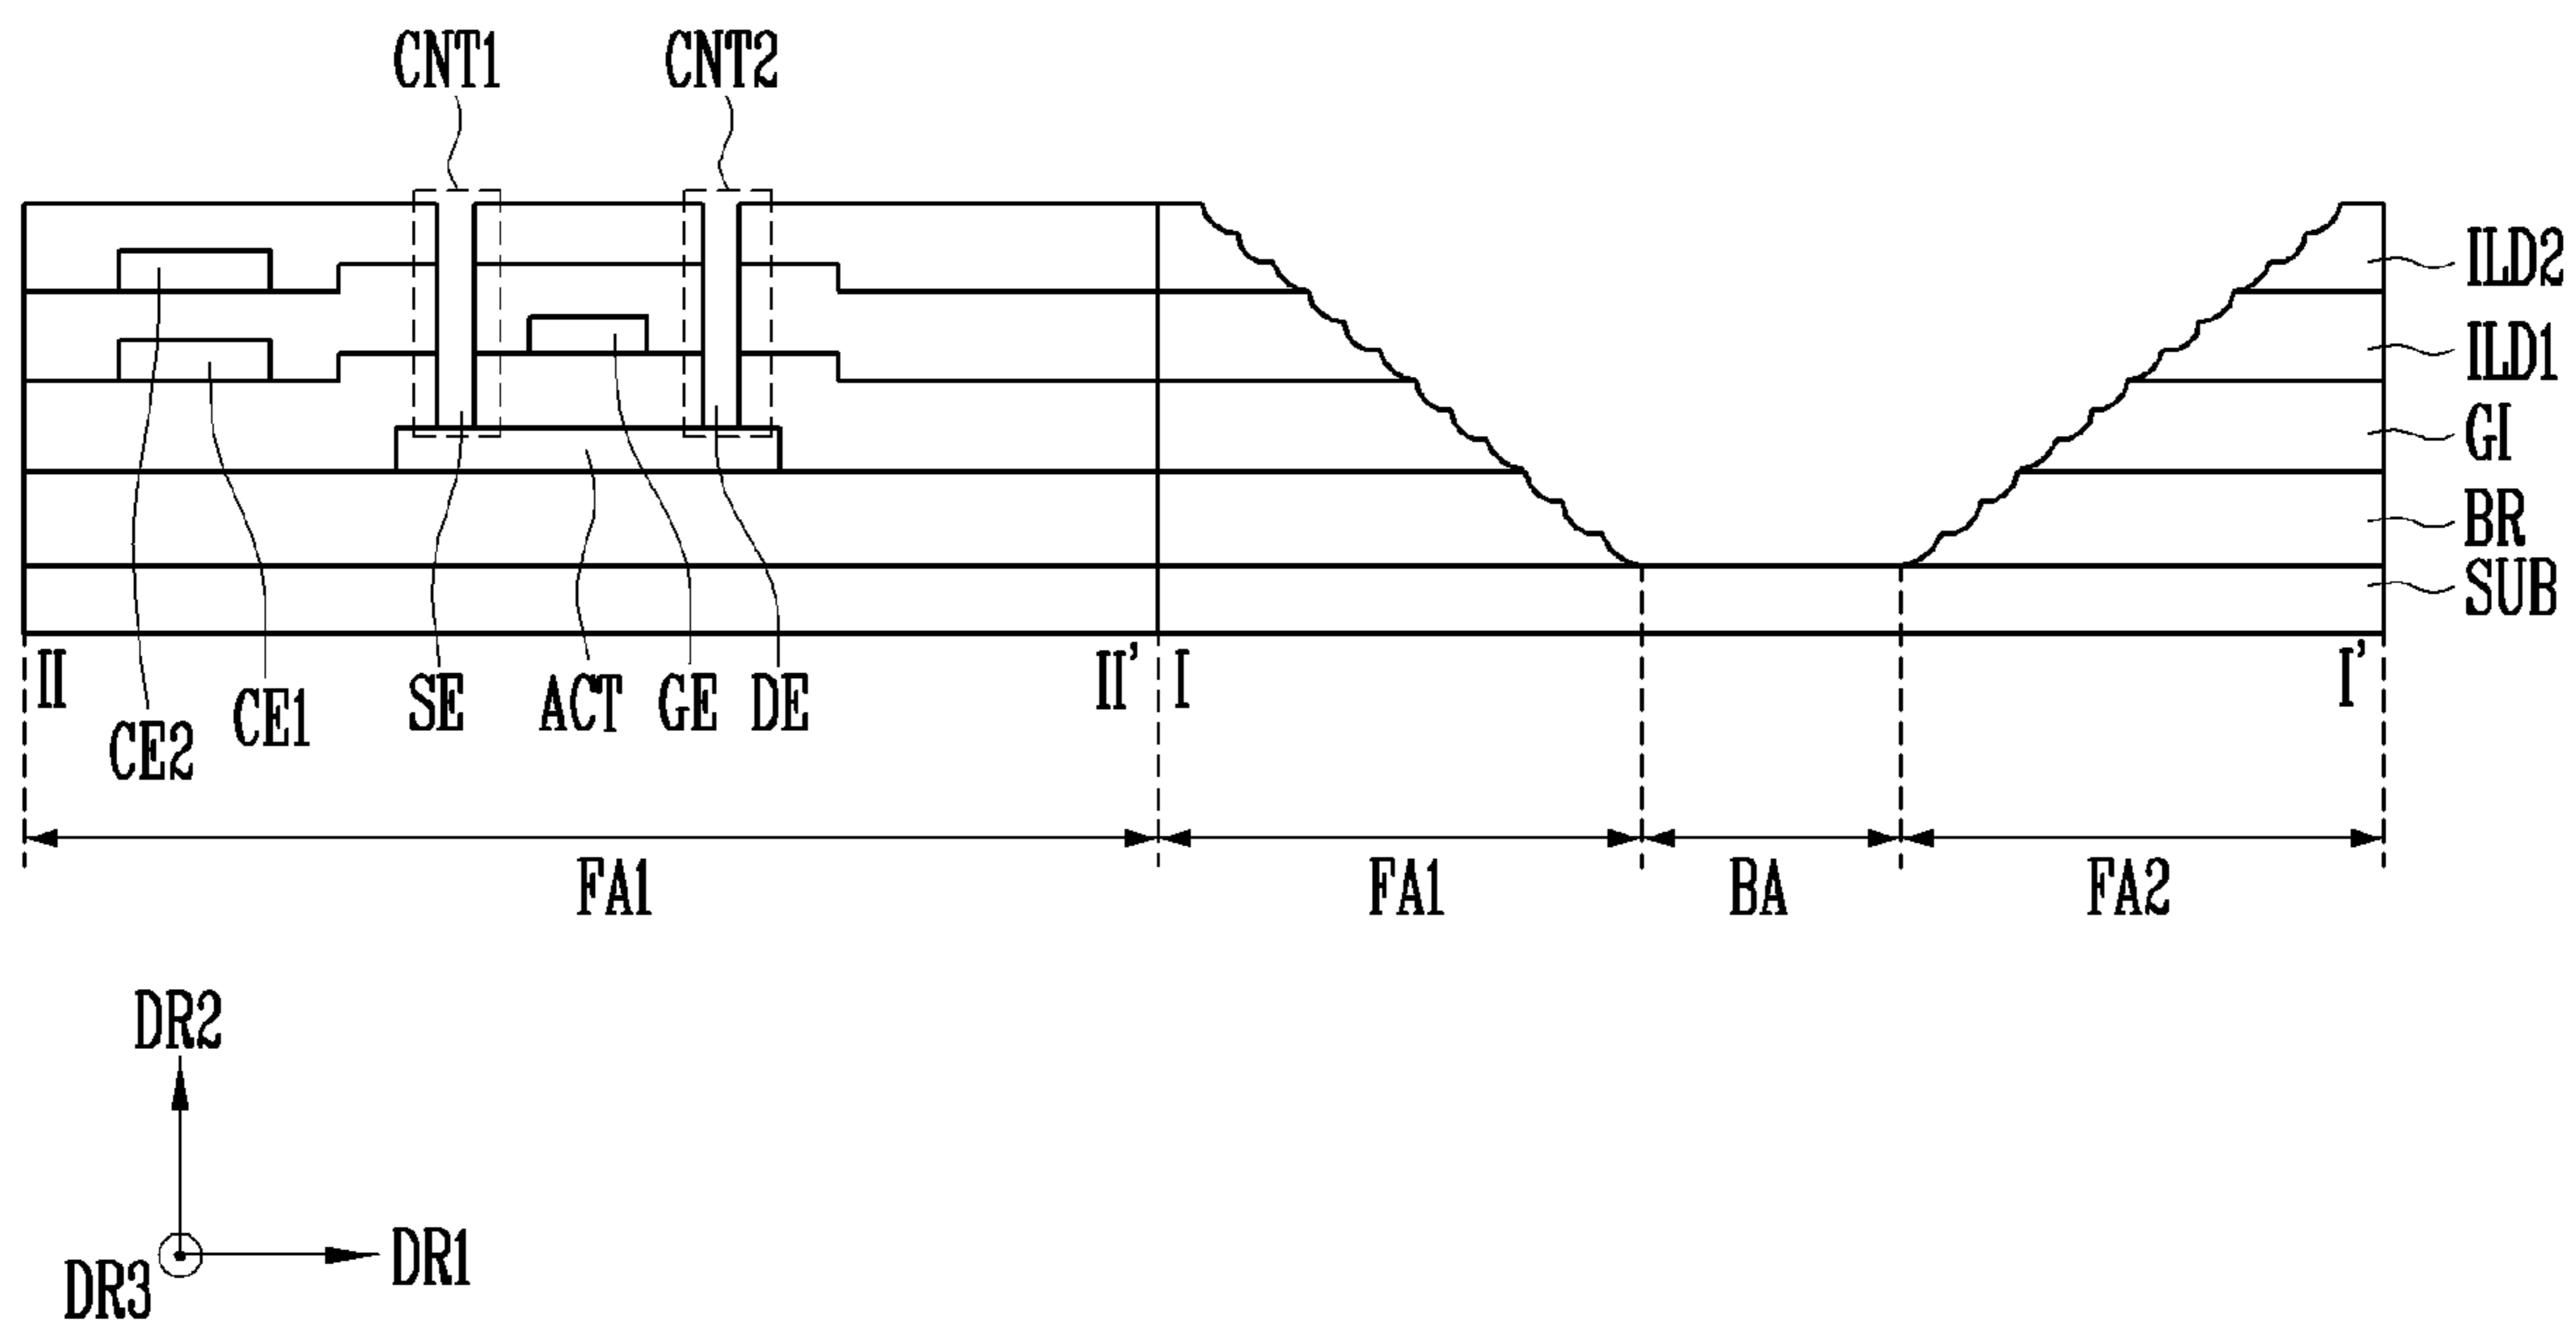 CNT1 CNT2
ILD2
ILD1
GI
BR
SUB
II II' I I'
CE2 CE1 SE ACT GE DE
FA1 FA1 BA FA2
DR2
DR3 DR1